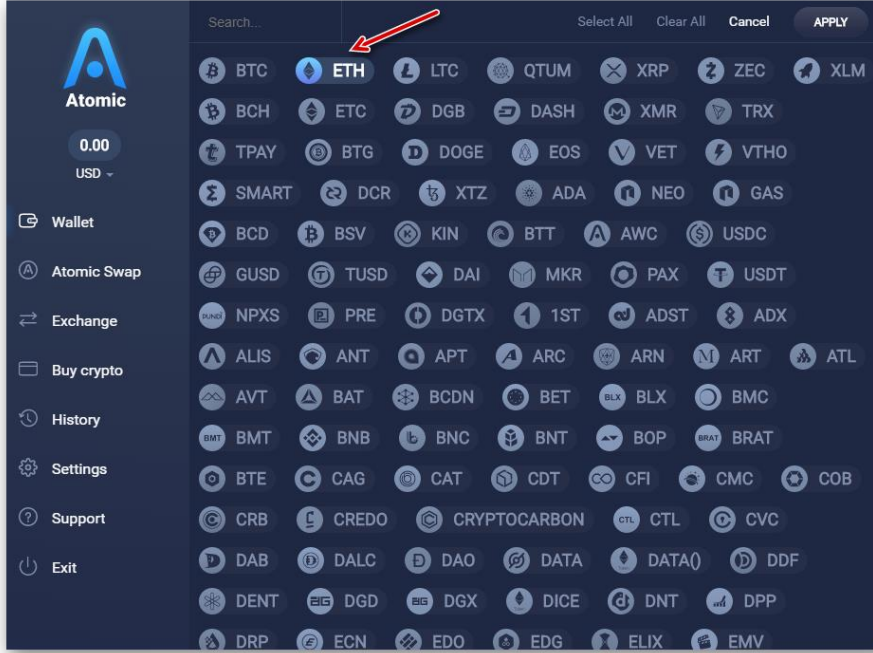 Search...
Select All Clear All Cancel APPLY
Atomic
0.00
USD
Wallet
Atomic Swap
Exchange
Buy crypto
History
Settings
Support
Exit
BTC ETH LTC QTUM XRP ZEC XLM
BCH ETC DGB DASH XMR TRX
TPAY BTG DOGE EOS VET VTHO
SMART DCR XTZ ADA NEO GAS
BCD BSV KIN BTT AWC USDC
GUSD TUSD DAI MKR PAX USDT
NPXS PRE DGTX 1ST ADST ADX
ALIS ANT APT ARC ARN ART ATL
AVT BAT BCDN BET BLX BLX BMC
BMT BMT BNB BNC BNT BOP BRAT BRAT
BTE CAG CAT CDT CFI CMC COB
CRB CREDO CRYPTOCARBON CTL CTL CVC
DAB DALC DAO DATA DATA() DDF
DENT DGD DGX DICE DNT DPP
DRP ECN EDO EDG ELIX EMV